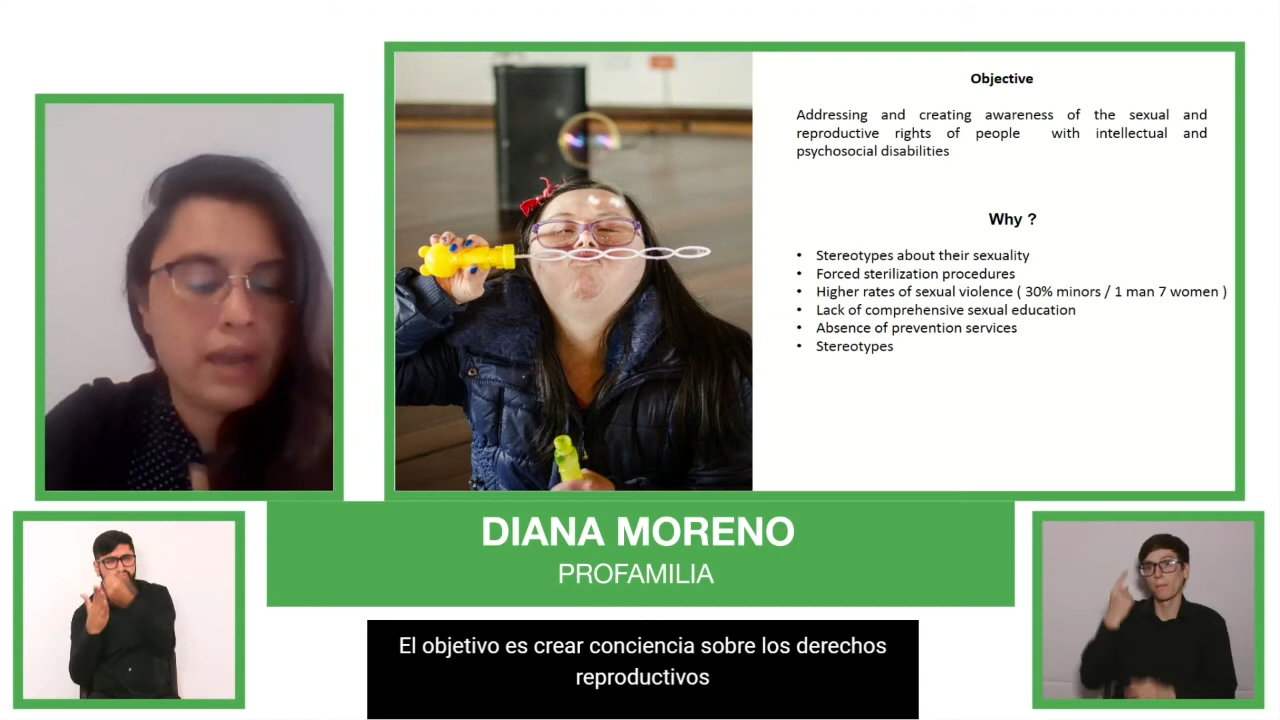 Objective
Addressing and creating awareness of the sexual and
reproductive rights of people with intellectual and
psychosocial disabilities
Why ?
• Stereotypes about their sexuality
• Forced sterilization procedures
• Higher rates of sexual violence ( 30% minors / 1 man 7 women )
• Lack of comprehensive sexual education
• Absence of prevention services
• Stereotypes
DIANA MORENO
PROFAMILIA
El objetivo es crear conciencia sobre los derechos
reproductivos